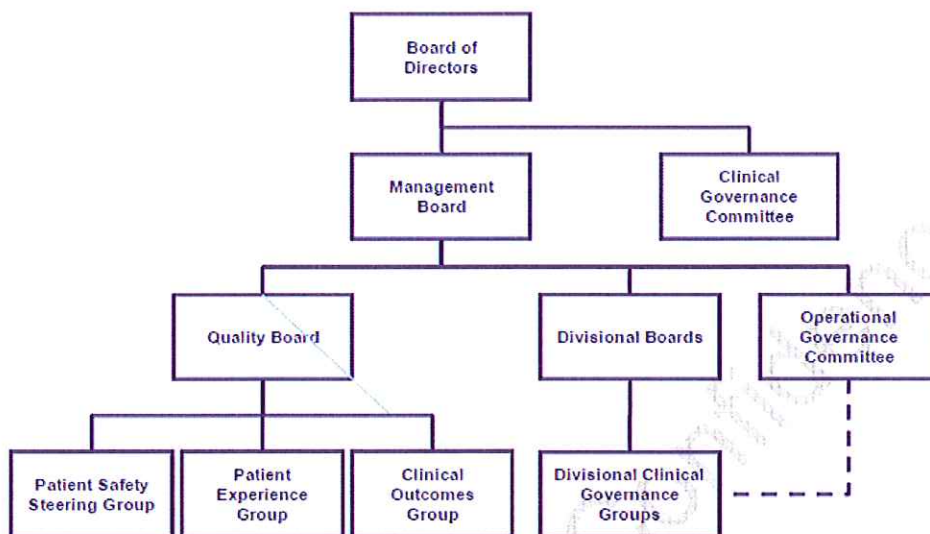 Board of
Directors
Management
Board
Clinical
Governance
Committee
Quality Board
Divisional Boards
Operational
Governance
Committee
Patient Safety
Steering Group
Patient
Experience
Group
Clinical
Outcomes
Group
Divisional Clinical
Governance
Groups